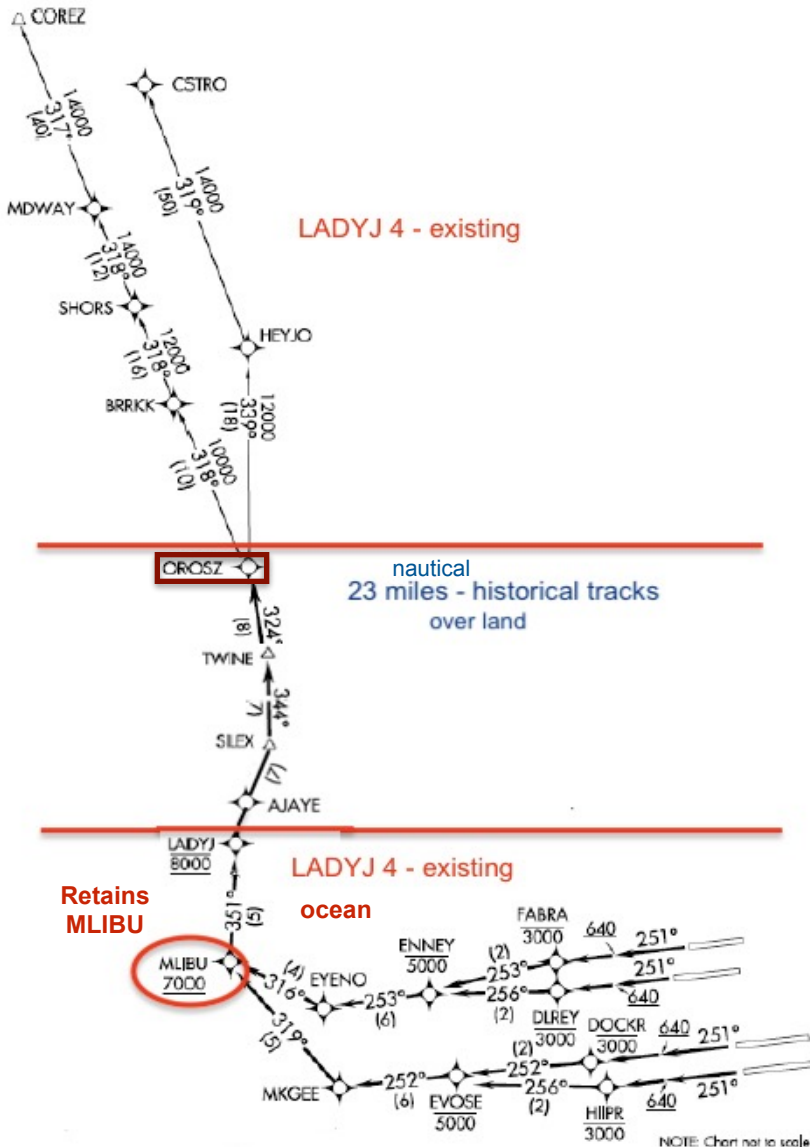 COREZ
14000
317°
(40)
CSTRO
14000
319°
(50)
MDWAY
14000
318°
(12)
LADYJ 4 - existing
SHORS
12000
318°
(16)
HEYJO
BRRKK
12000
339°
(18)
10000
318°
(10)
OROSZ
nautical
23 miles - historical tracks
over land
324°
(8)
TWINE
344°
SILEX
(7)
AJAYE
LADYJ
8000
LADYJ 4 - existing
Retains
MLIBU
ocean
351°
(5)
MLIBU
7000
(4)
316°
EYENO
253°
(6)
ENNEY
5000
(2)
253°
256°
(2)
FABRA
3000
640
251°
251°
640
DLREY
3000
319°
(5)
MKGEE
252°
(6)
EVOSE
5000
(2)
252°
256°
(2)
DOCKR
3000
640
251°
251°
640
HIIPR
3000
NOTE: Chart not to scale